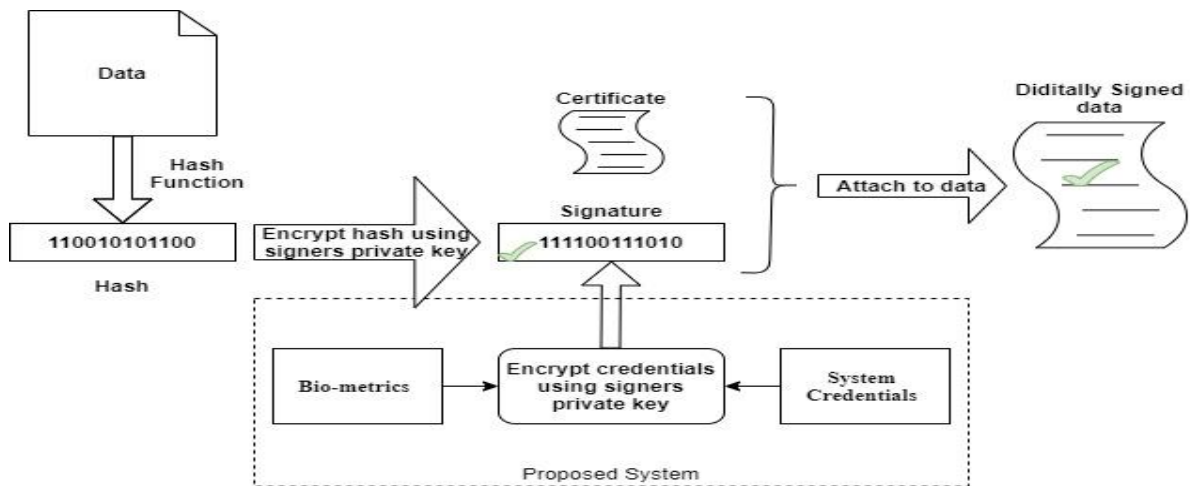 Data
Hash
Function
110010101100
Hash
Encrypt hash using
signers private key
Certificate
Signature
111100111010
Attach to data
Diditally Signed
data
Bio-metrics
Encrypt credentials
using signers
private key
System
Credentials
Proposed System